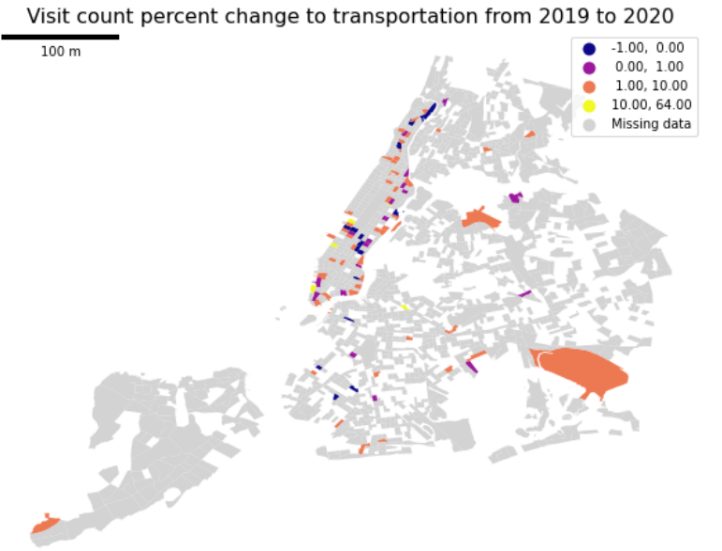 Visit count percent change to transportation from 2019 to 2020
100 m
-1.00, 0.00
0.00, 1.00
1.00, 10.00
10.00, 64.00
Missing data